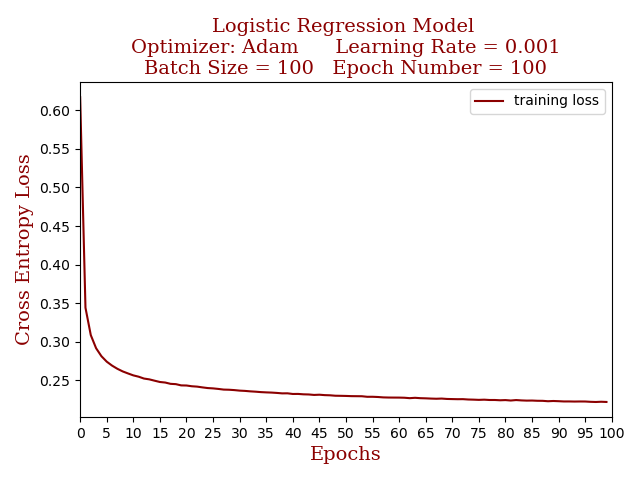 Logistic Regression Model
Optimizer: Adam      Learning Rate = 0.001
Batch Size = 100   Epoch Number = 100
training loss
Cross Entropy Loss
0.60
0.55
0.50
0.45
0.40
0.35
0.30
0.25
0 5 10 15 20 25 30 35 40 45 50 55 60 65 70 75 80 85 90 95 100
Epochs